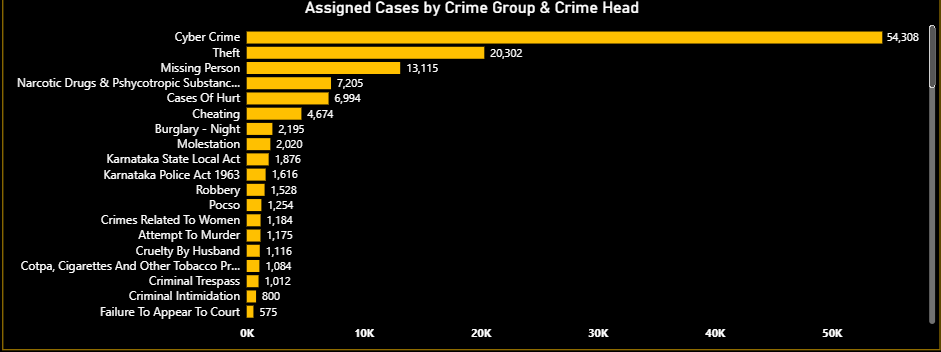 Assigned Cases by Crime Group & Crime Head
Cyber Crime 54,308
Theft 20,302
Missing Person 13,115
Narcotic Drugs & Pshycotropic Substanc... 7,205
Cases Of Hurt 6,994
Cheating 4,674
Burglary - Night 2,195
Molestation 2,020
Karnataka State Local Act 1,876
Karnataka Police Act 1963 1,616
Robbery 1,528
Pocso 1,254
Crimes Related To Women 1,184
Attempt To Murder 1,175
Cruelty By Husband 1,116
Cotpa, Cigarettes And Other Tobacco Pr... 1,084
Criminal Trespass 1,012
Criminal Intimidation 800
Failure To Appear To Court 575
0K 10K 20K 30K 40K 50K